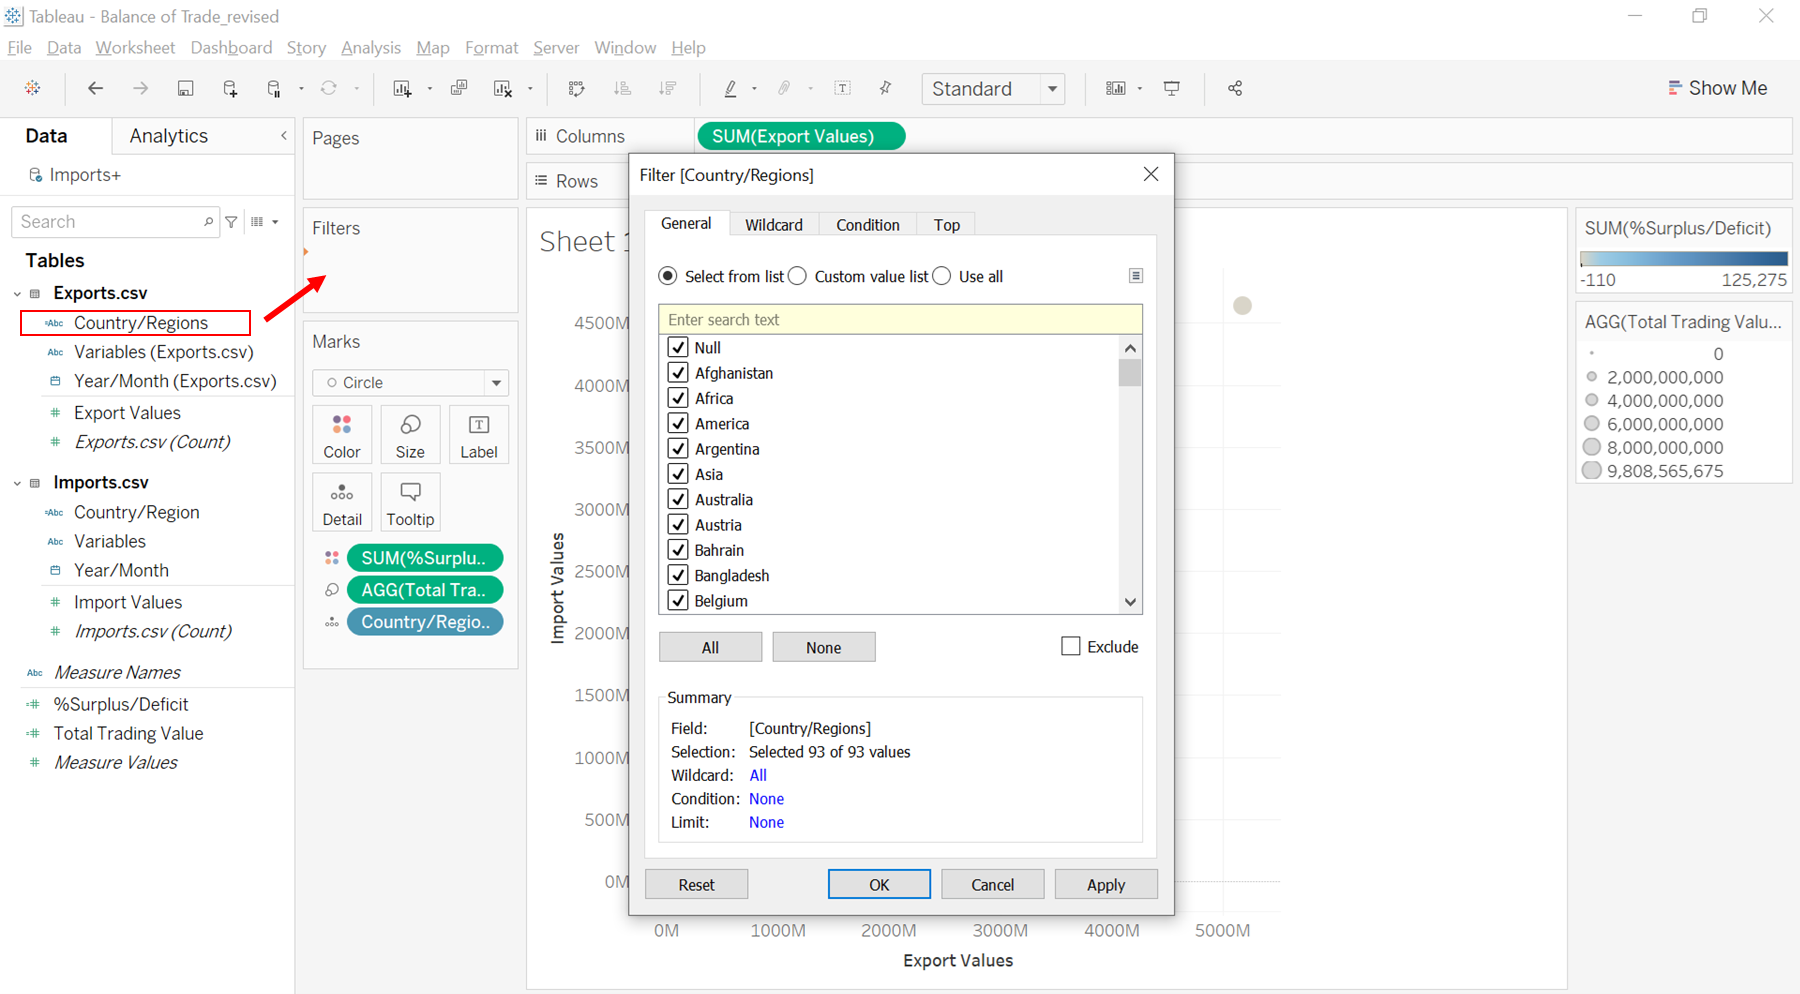 Tableau - Balance of Trade_revised
File Data Worksheet Dashboard Story Analysis Map Format Server Window Help
Standard
Show Me
Data
Analytics
Imports+
Search
Tables
Exports.csv
Abc Country/Regions
Abc Variables (Exports.csv)
Year/Month (Exports.csv)
# Export Values
# Exports.csv (Count)
Imports.csv
Abc Country/Region
Abc Variables
Year/Month
# Import Values
# Imports.csv (Count)
Abc Measure Names
# %Surplus/Deficit
# Total Trading Value
# Measure Values
Pages
Filters
Marks
Circle
Color
Size
Label
Detail
Tooltip
SUM(%Surplu..
AGG(Total Tra..
Country/Regio..
Columns
SUM(Export Values)
Rows
Sheet
Import Values
4500M
4000M
3500M
3000M
2500M
2000M
1500M
1000M
500M
0M
0M
1000M
2000M
3000M
4000M
5000M
Export Values
Filter [Country/Regions]
General
Wildcard
Condition
Top
Select from list
Custom value list
Use all
Enter search text
Null
Afghanistan
Africa
America
Argentina
Asia
Australia
Austria
Bahrain
Bangladesh
Belgium
All
None
Exclude
Summary
Field: [Country/Regions]
Selection: Selected 93 of 93 values
Wildcard: All
Condition: None
Limit: None
Reset
OK
Cancel
Apply
SUM(%Surplus/Deficit)
-110
125,275
AGG(Total Trading Valu...
0
2,000,000,000
4,000,000,000
6,000,000,000
8,000,000,000
9,808,565,675